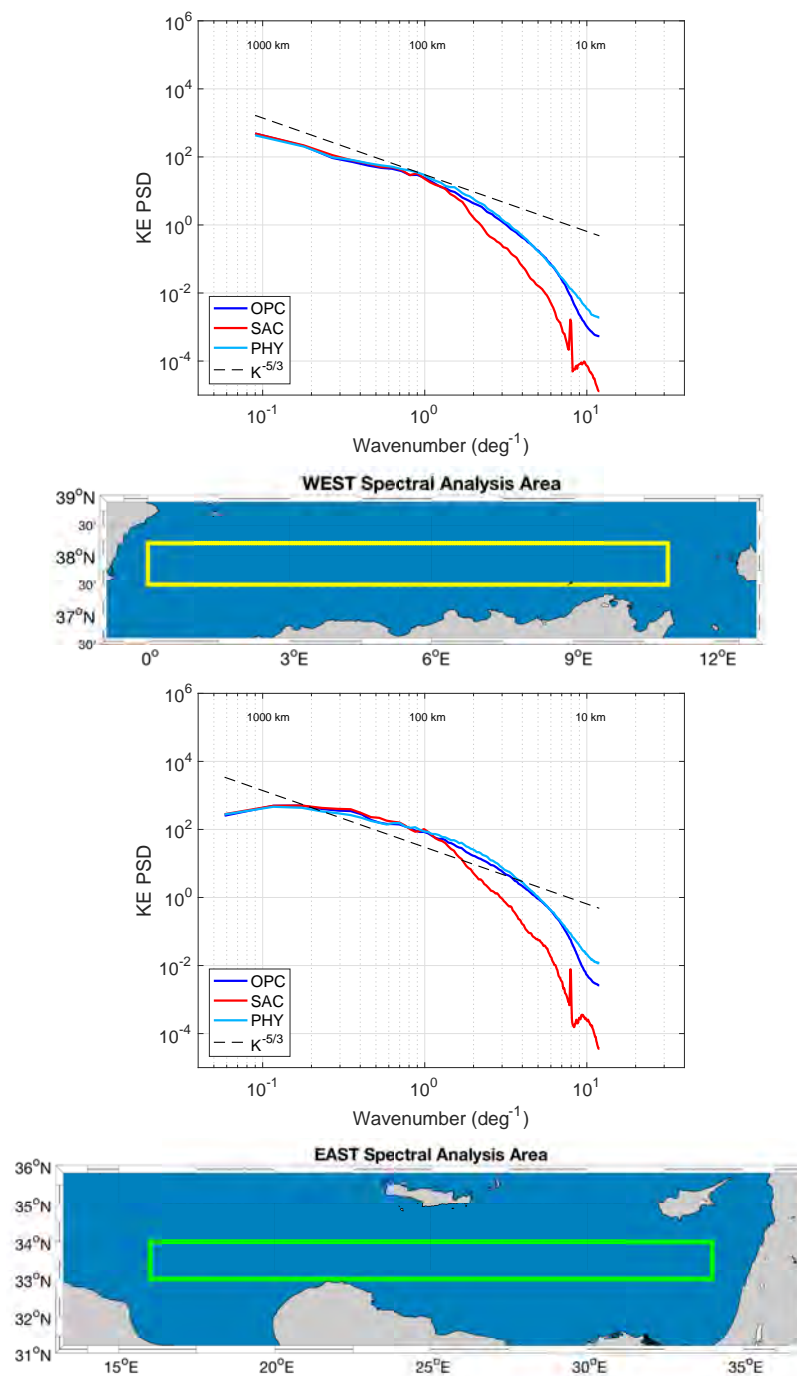 10^6
1000 km 100 km 10 km
10^4
10^2
10^0
10^-2
10^-4
KE PSD
OPC
SAC
PHY
K^-5/3
10^-1 10^0 10^1
Wavenumber (deg^-1)
WEST Spectral Analysis Area
39°N
30'
38°N
30'
37°N
30'
0° 3°E 6°E 9°E 12°E
10^6
1000 km 100 km 10 km
10^4
10^2
10^0
10^-2
10^-4
KE PSD
OPC
SAC
PHY
K^-5/3
10^-1 10^0 10^1
Wavenumber (deg^-1)
EAST Spectral Analysis Area
36°N
35°N
34°N
33°N
32°N
31°N
15°E 20°E 25°E 30°E 35°E